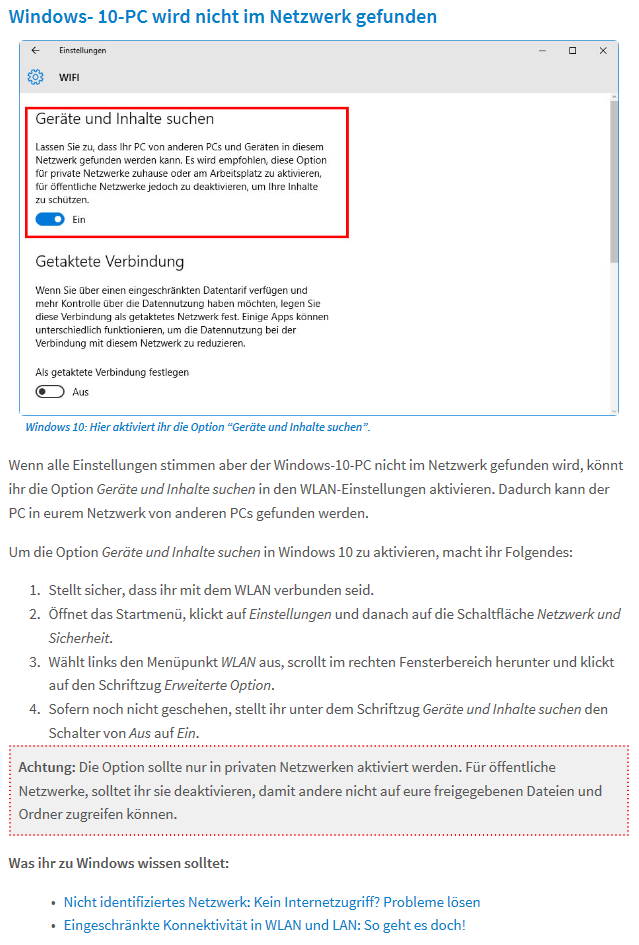 Windows- 10-PC wird nicht im Netzwerk gefunden
Einstellungen
WIFI
Geräte und Inhalte suchen
Lassen Sie zu, dass Ihr PC von anderen PCs und Geräten in diesem
Netzwerk gefunden werden kann. Es wird empfohlen, diese Option
für private Netzwerke zuhause oder am Arbeitsplatz zu aktivieren,
für öffentliche Netzwerke jedoch zu deaktivieren, um Ihre Inhalte
zu schützen.
Ein
Getaktete Verbindung
Wenn Sie über einen eingeschränkten Datentarif verfügen und
mehr Kontrolle über die Datennutzung haben möchten, legen Sie
diese Verbindung als getaktetes Netzwerk fest. Einige Apps können
unterschiedlich funktionieren, um die Datennutzung bei der
Verbindung mit diesem Netzwerk zu reduzieren.
Als getaktete Verbindung festlegen
Aus
Windows 10: Hier aktiviert ihr die Option “Geräte und Inhalte suchen”.
Wenn alle Einstellungen stimmen aber der Windows-10-PC nicht im Netzwerk gefunden wird, könnt
ihr die Option Geräte und Inhalte suchen in den WLAN-Einstellungen aktivieren. Dadurch kann der
PC in eurem Netzwerk von anderen PCs gefunden werden.
Um die Option Geräte und Inhalte suchen in Windows 10 zu aktivieren, macht ihr Folgendes:
1. Stellt sicher, dass ihr mit dem WLAN verbunden seid.
2. Öffnet das Startmenü, klickt auf Einstellungen und danach auf die Schaltfläche Netzwerk und
Sicherheit.
3. Wählt links den Menüpunkt WLAN aus, scrollt im rechten Fensterbereich herunter und klickt
auf den Schriftzug Erweiterte Option.
4. Sofern noch nicht geschehen, stellt ihr unter dem Schriftzug Geräte und Inhalte suchen den
Schalter von Aus auf Ein.
Achtung: Die Option sollte nur in privaten Netzwerken aktiviert werden. Für öffentliche
Netzwerke, solltet ihr sie deaktivieren, damit andere nicht auf eure freigegebenen Dateien und
Ordner zugreifen können.
Was ihr zu Windows wissen solltet:
• Nicht identifiziertes Netzwerk: Kein Internetzugriff? Probleme lösen
• Eingeschränkte Konnektivität in WLAN und LAN: So geht es doch!